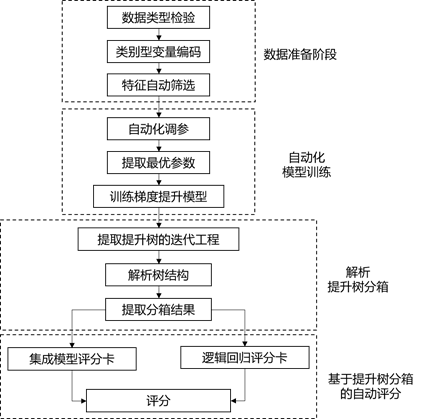 数据类型检验
类别型变量编码
特征自动筛选
数据准备阶段
自动化调参
提取最优参数
训练梯度提升模型
自动化
模型训练
提取提升树的迭代工程
解析树结构
提取分箱结果
解析
提升树分箱
集成模型评分卡
逻辑回归评分卡
评分
基于提升树分箱
的自动评分